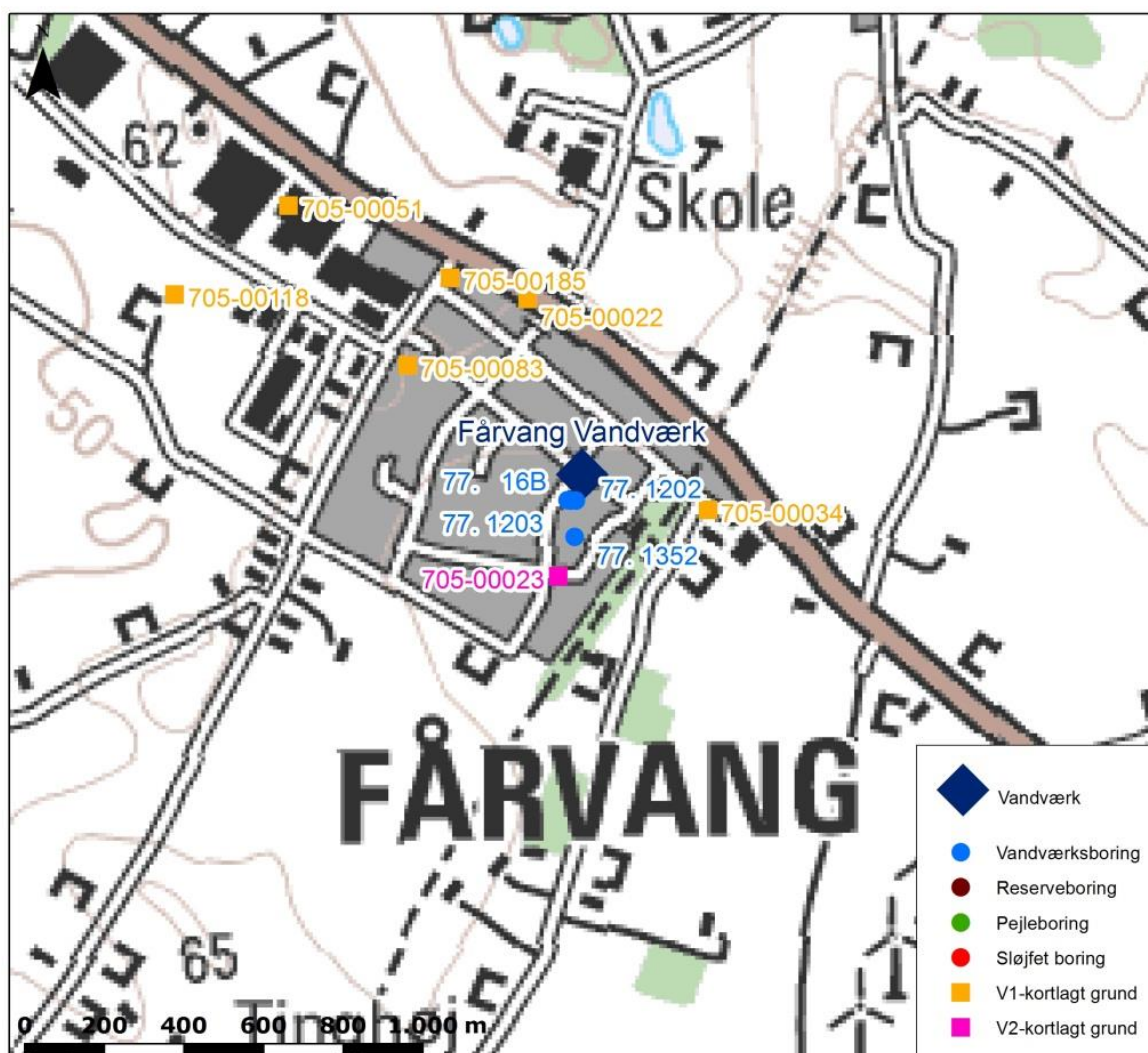 62
705-00051
Skole
705-00185
705-00118
705-00022
705-00083
50
Fårvang Vandværk
77. 16B
77. 1202
77. 1203
705-00034
77. 1352
705-00023
FÅRVANG
Vandværk
Vandværksboring
Reserveboring
Pejleboring
Sløjfet boring
V1-kortlagt grund
V2-kortlagt grund
65
Tinghøj
0 200 400 600 800 1.000 m